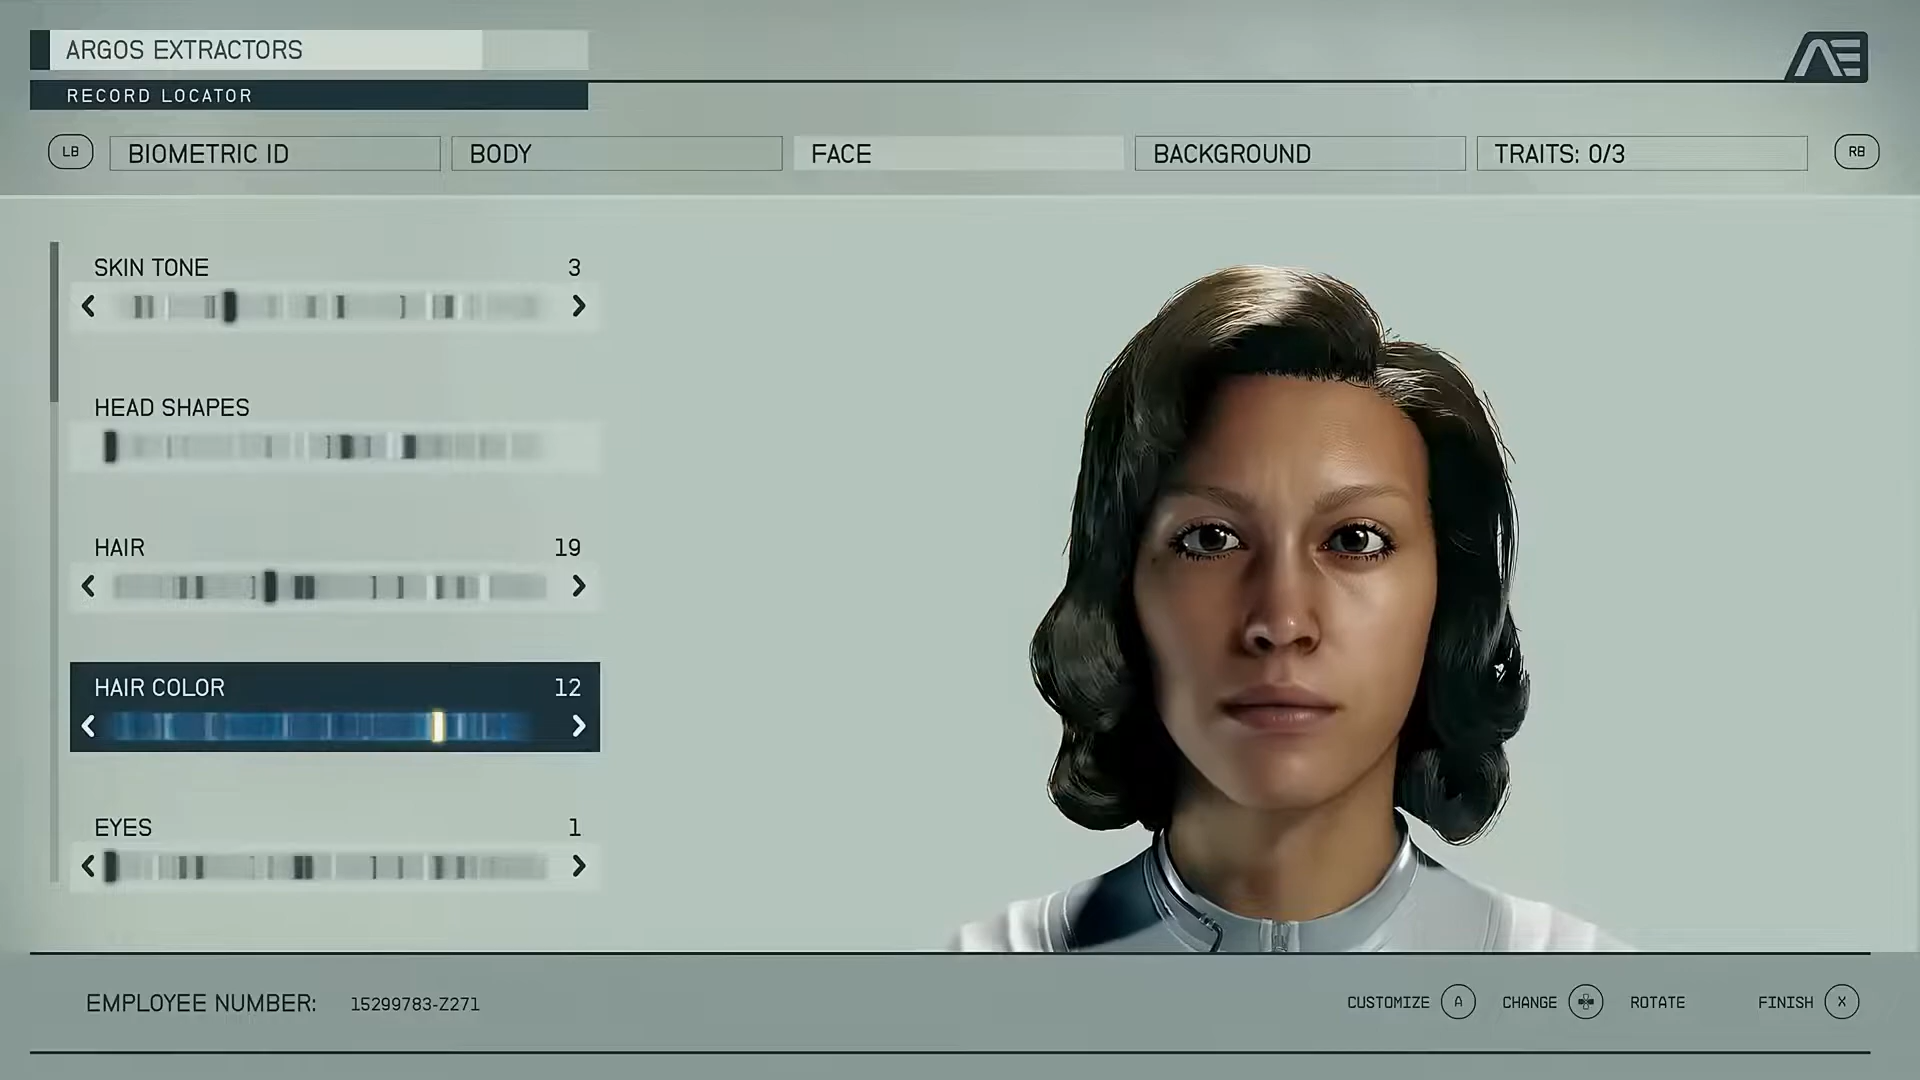 ARGOS EXTRACTORS
AE
RECORD LOCATOR
LB BIOMETRIC ID BODY FACE BACKGROUND TRAITS: 0/3 RB
SKIN TONE 3
HEAD SHAPES
HAIR 19
HAIR COLOR 12
EYES 1
EMPLOYEE NUMBER: 15299783-Z271 CUSTOMIZE A CHANGE ROTATE FINISH X